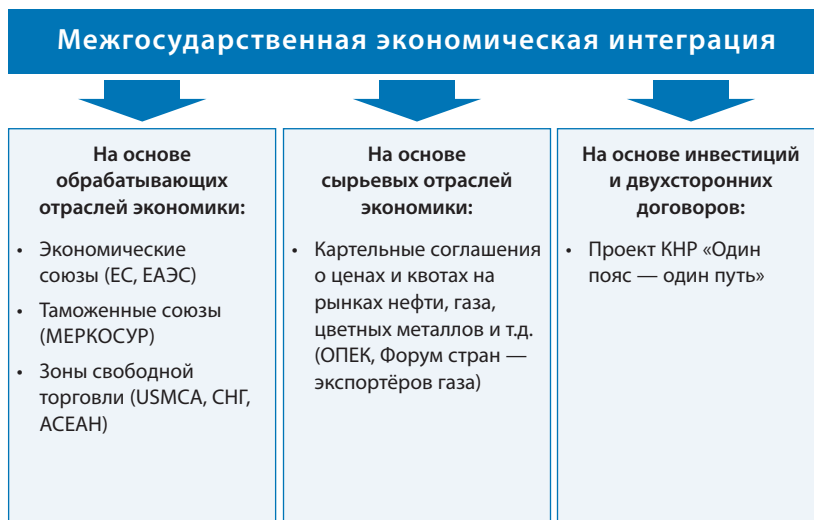 Межгосударственная экономическая интеграция
На основе
обрабатывающих
отраслей экономики:
• Экономические
союзы (ЕС, ЕАЭС)
• Таможенные союзы
(МЕРКОСУР)
• Зоны свободной
торговли (USMCA, СНГ,
АСЕАН)
На основе
сырьевых отраслей
экономики:
• Картельные соглашения
о ценах и квотах на
рынках нефти, газа,
цветных металлов и т.д.
(ОПЕК, Форум стран —
экспортёров газа)
На основе инвестиций
и двухсторонних
договоров:
• Проект КНР «Один
пояс — один путь»